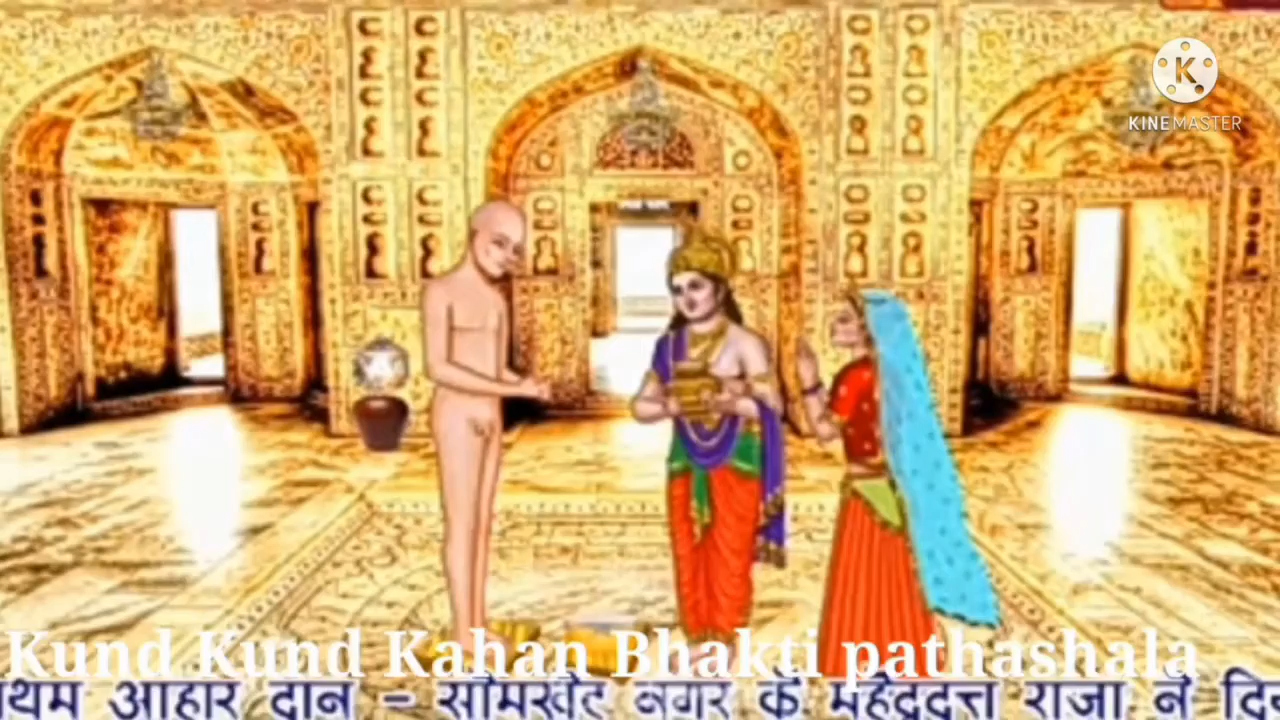 KINEMASTER
Kund Kund Kahan Bhakti pathashala
आहार दान - सोमखेट नगर के महेंद्रदत्त राजा ने